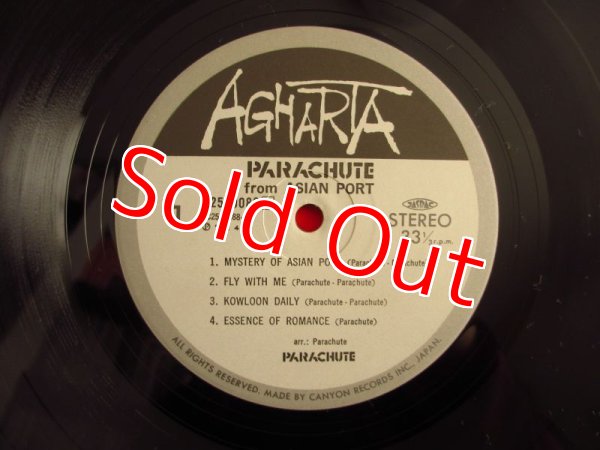 AGHARTA
PARACHUTE
from ASIAN PORT
Sold Out
STEREO
33⅓ r.p.m.
1. MYSTERY OF ASIAN (Parachute - Parachute)
2. FLY WITH ME (Parachute - Parachute)
3. KOWLOON DAILY (Parachute - Parachute)
4. ESSENCE OF ROMANCE (Parachute)
arr.: Parachute
PARACHUTE
ALL RIGHTS RESERVED. MADE BY CANYON RECORDS INC. JAPAN.